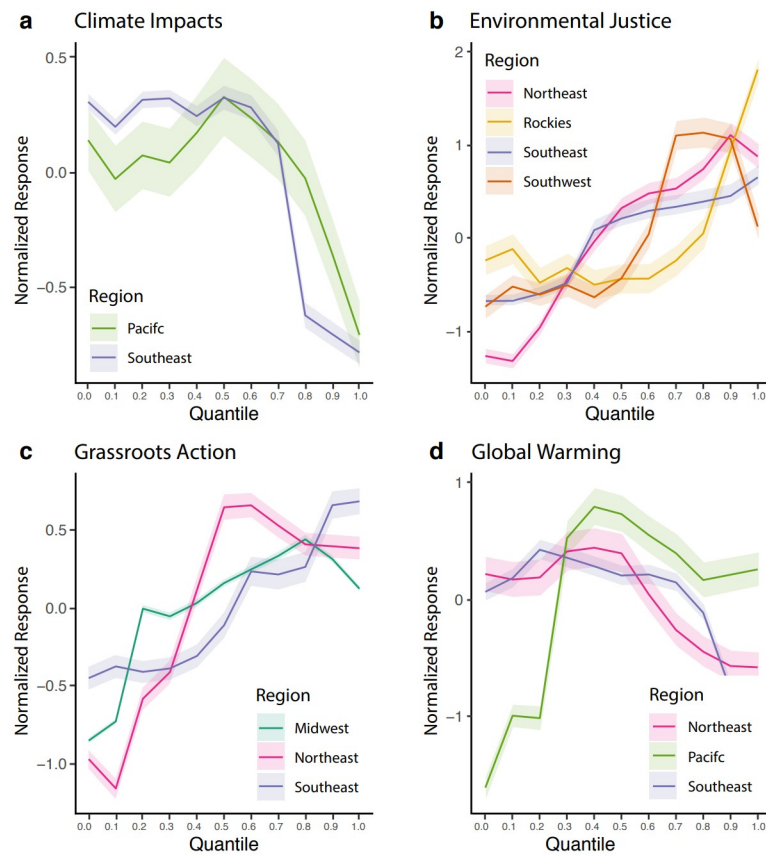 a Climate Impacts
Normalized Response
0.5
0.0
−0.5
Region
Pacifc
Southeast
0.0 0.1 0.2 0.3 0.4 0.5 0.6 0.7 0.8 0.9 1.0
Quantile
b Environmental Justice
Normalized Response
2
1
0
−1
Region
Northeast
Rockies
Southeast
Southwest
0.0 0.1 0.2 0.3 0.4 0.5 0.6 0.7 0.8 0.9 1.0
Quantile
c Grassroots Action
Normalized Response
0.5
0.0
−0.5
−1.0
Region
Midwest
Northeast
Southeast
0.0 0.1 0.2 0.3 0.4 0.5 0.6 0.7 0.8 0.9 1.0
Quantile
d Global Warming
Normalized Response
1
0
−1
Region
Northeast
Pacifc
Southeast
0.0 0.1 0.2 0.3 0.4 0.5 0.6 0.7 0.8 0.9 1.0
Quantile